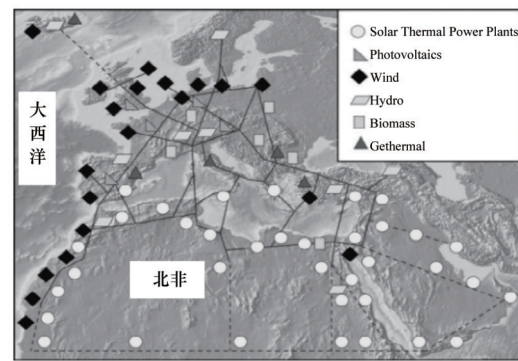 Solar Thermal Power Plants
Photovoltaics
Wind
Hydro
Biomass
Gethermal
大
西
洋
北非